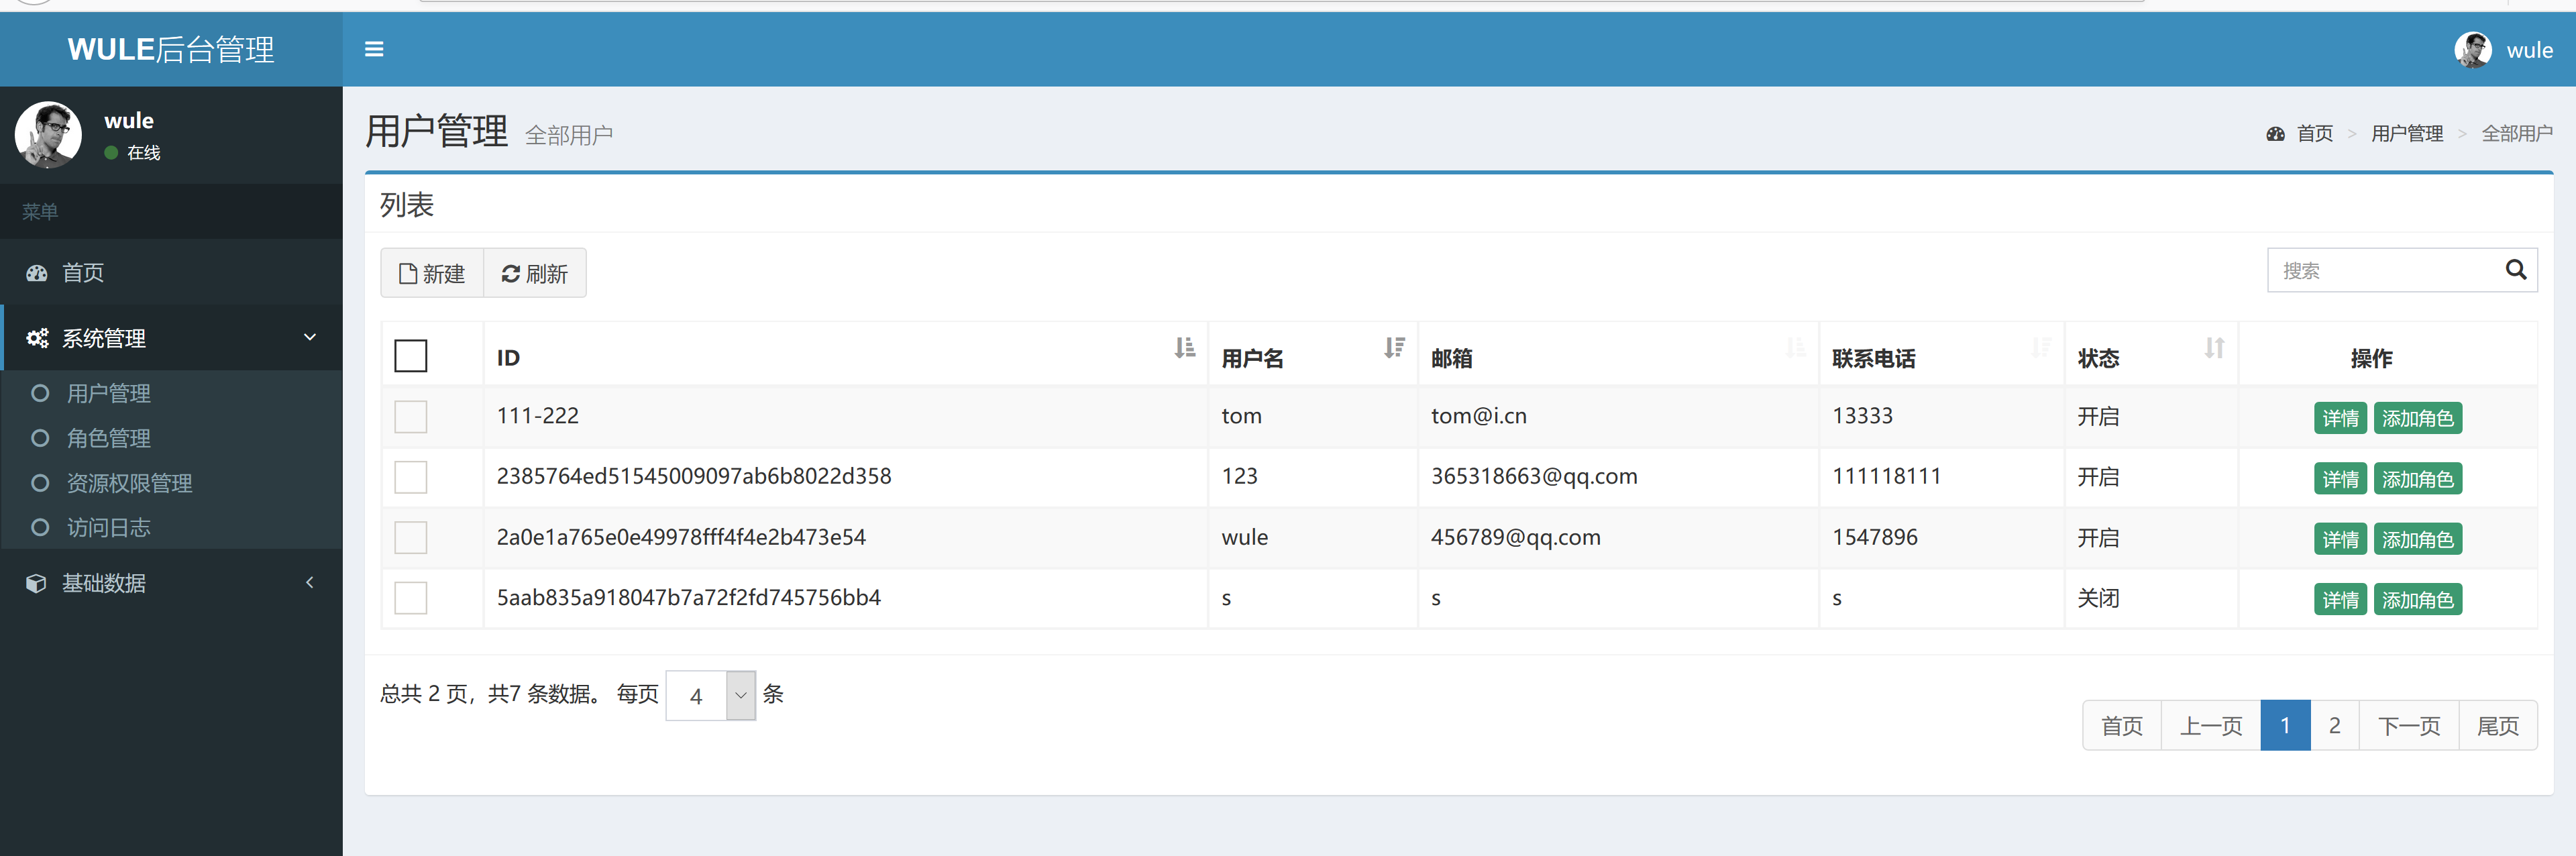 WULE后台管理
wule
wule
在线
菜单
首页
系统管理
用户管理
角色管理
资源权限管理
访问日志
基础数据
用户管理 全部用户
首页 > 用户管理 > 全部用户
列表
新建 刷新
搜索
ID 用户名 邮箱 联系电话 状态 操作
111-222 tom tom@i.cn 13333 开启 详情 添加角色
2385764ed51545009097ab6b8022d358 123 365318663@qq.com 111118111 开启 详情 添加角色
2a0e1a765e0e49978fff4f4e2b473e54 wule 456789@qq.com 1547896 开启 详情 添加角色
5aab835a918047b7a72f2fd745756bb4 s s s 关闭 详情 添加角色
总共 2 页，共7 条数据。 每页 4 条
首页 上一页 1 2 下一页 尾页